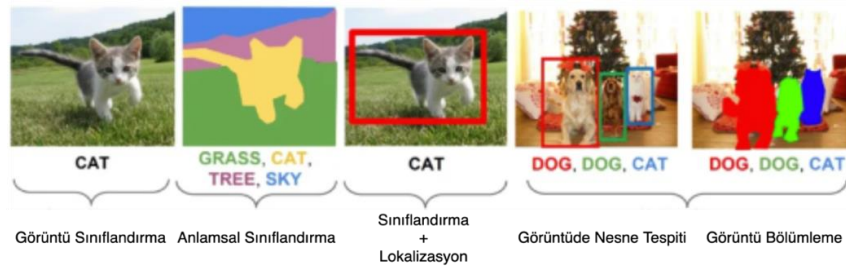 CAT
GRASS, CAT,
TREE, SKY
CAT
DOG, DOG, CAT
DOG, DOG, CAT
Görüntü Sınıflandırma
Anlamsal Sınıflandırma
Sınıflandırma
+
Lokalizasyon
Görüntüde Nesne Tespiti
Görüntü Bölümleme